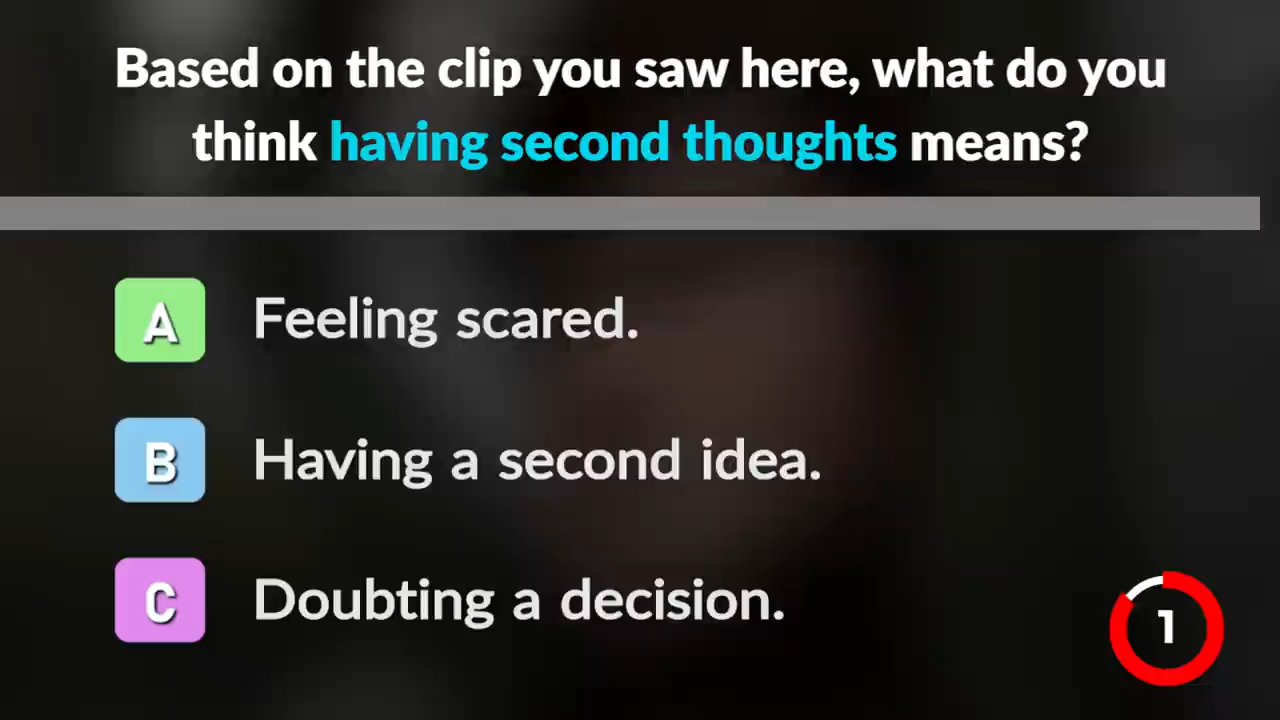 Based on the clip you saw here, what do you
think having second thoughts means?
A Feeling scared.
B Having a second idea.
C Doubting a decision.
1